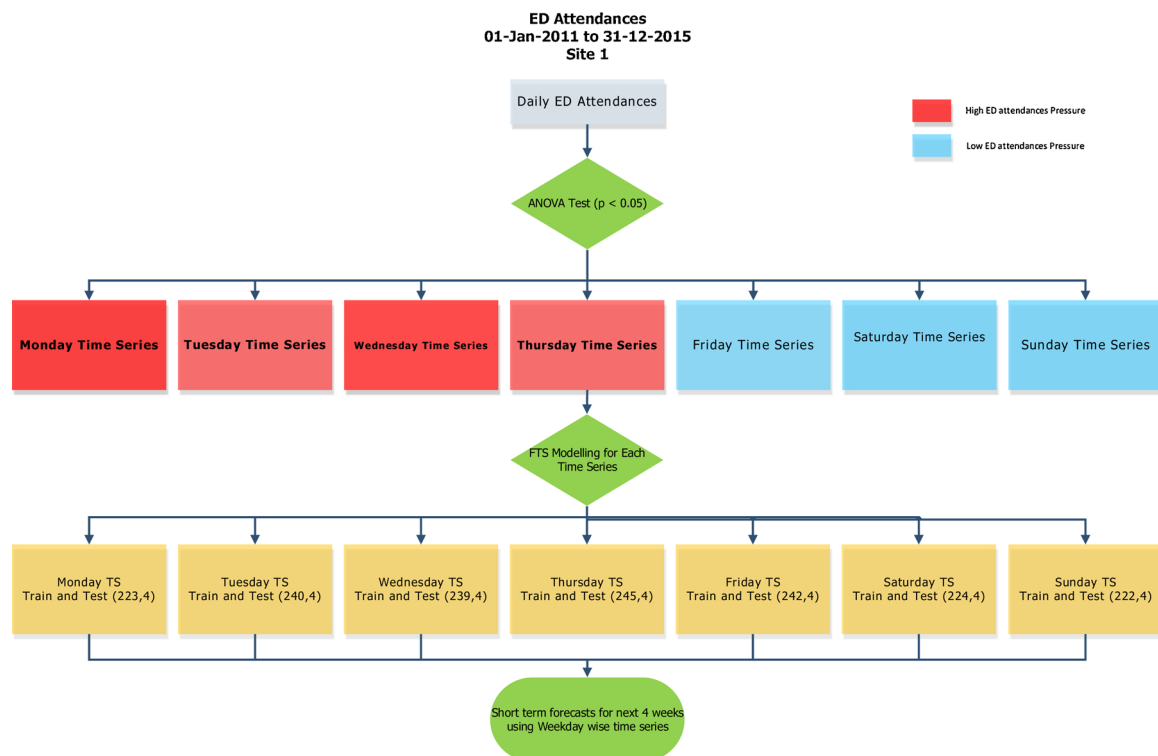 ED Attendances
01-Jan-2011 to 31-12-2015
Site 1
Daily ED Attendances
High ED attendances Pressure
Low ED attendances Pressure
ANOVA Test (p < 0.05)
Monday Time Series
Tuesday Time Series
Wednesday Time Series
Thursday Time Series
Friday Time Series
Saturday Time Series
Sunday Time Series
FTS Modelling for Each
Time Series
Monday TS
Train and Test (223,4)
Tuesday TS
Train and Test (240,4)
Wednesday TS
Train and Test (239,4)
Thursday TS
Train and Test (245,4)
Friday TS
Train and Test (242,4)
Saturday TS
Train and Test (224,4)
Sunday TS
Train and Test (222,4)
Short term forecasts for next 4 weeks
using Weekday wise time series